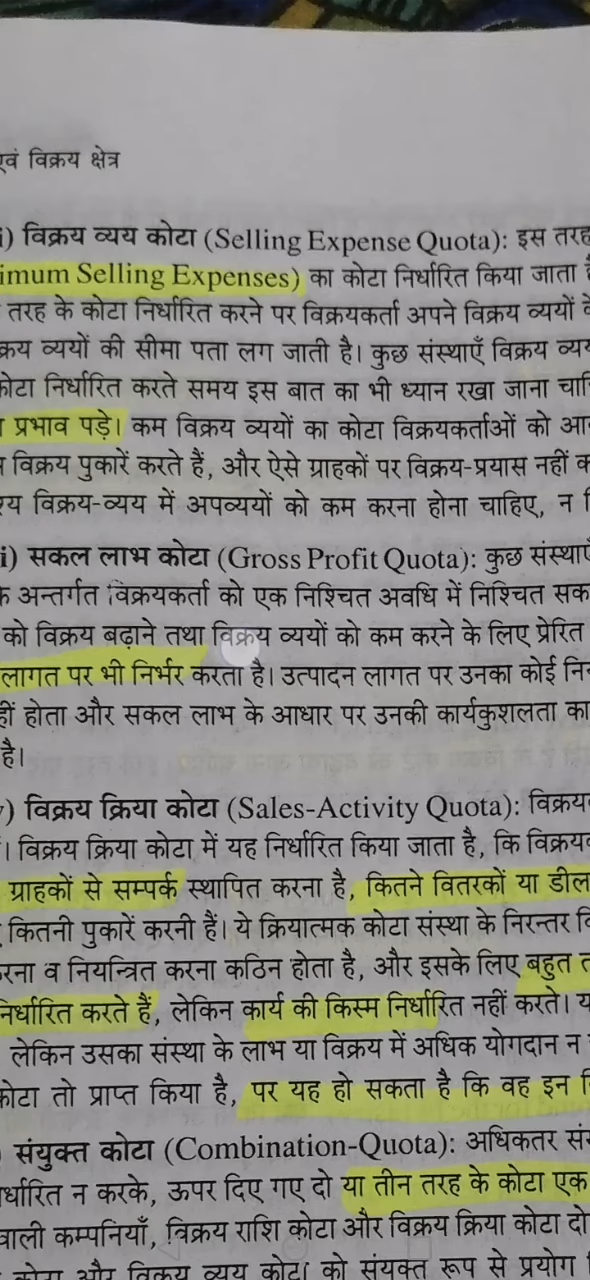 एवं विक्रय क्षेत्र
i) विक्रय व्यय कोटा (Selling Expense Quota): इस तरह
imum Selling Expenses) का कोटा निर्धारित किया जाता है
तरह के कोटा निर्धारित करने पर विक्रयकर्ता अपने विक्रय व्ययों
क्रय व्ययों की सीमा पता लग जाती है। कुछ संस्थाएँ विक्रय व्यय
कोटा निर्धारित करते समय इस बात का भी ध्यान रखा जाना चाहि
प्रभाव पड़े। कम विक्रय व्ययों का कोटा विक्रयकर्ताओं को आ
विक्रय पुकारें करते हैं, और ऐसे ग्राहकों पर विक्रय-प्रयास नहीं क
श्य विक्रय-व्यय में अपव्ययों को कम करना होना चाहिए, न
i) सकल लाभ कोटा (Gross Profit Quota): कुछ संस्थाएँ
के अन्तर्गत विक्रयकर्ता को एक निश्चित अवधि में निश्चित सक
को विक्रय बढ़ाने तथा विक्रय व्ययों को कम करने के लिए प्रेरित
लागत पर भी निर्भर करता है। उत्पादन लागत पर उनका कोई निय
हीं होता और सकल लाभ के आधार पर उनकी कार्यकुशलता का
है।
) विक्रय क्रिया कोटा (Sales-Activity Quota): विक्रय
। विक्रय क्रिया कोटा में यह निर्धारित किया जाता है, कि विक्रय
ग्राहकों से सम्पर्क स्थापित करना है, कितने वितरकों या डील
कितनी पुकारें करनी हैं। ये क्रियात्मक कोटा संस्था के निरन्तर वि
रना व नियन्त्रित करना कठिन होता है, और इसके लिए बहुत त
निर्धारित करते हैं, लेकिन कार्य की किस्म निर्धारित नहीं करते। य
लेकिन उसका संस्था के लाभ या विक्रय में अधिक योगदान न
कोटा तो प्राप्त किया है, पर यह हो सकता है कि वह इन
) संयुक्त कोटा (Combination-Quota): अधिकतर संस
र्धारित न करके, ऊपर दिए गए दो या तीन तरह के कोटा एक
वाली कम्पनियाँ, विक्रय राशि कोटा और विक्रय क्रिया कोटा दो
कोटा और विक्रय व्यय कोटा को संयुक्त रूप से प्रयोग